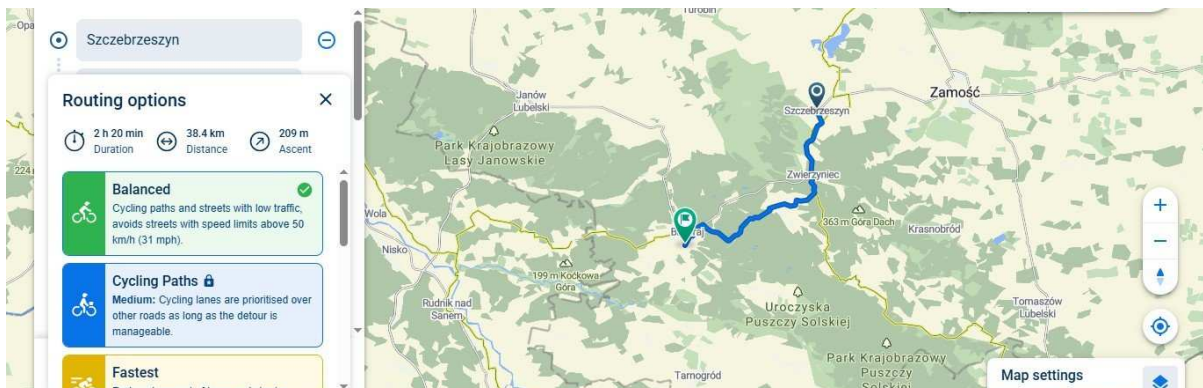 Szczebrzeszyn
Routing options
2 h 20 min
Duration
38.4 km
Distance
209 m
Ascent
Balanced
Cycling paths and streets with low traffic,
avoids streets with speed limits above 50
km/h (31 mph).
Cycling Paths
Medium: Cycling lanes are prioritised over
other roads as long as the detour is
manageable.
Fastest
Turobin
Janów
Lubelski
Park Krajobrazowy
Lasy Janowskie
Szczebrzeszyn
Zamość
Zwierzyniec
363 m Góra Dach
Krasnobród
Wola
Nisko
199 m Kockowa
Góra
Rudnik nad
Sanem
Uroczyska
Puszczy Solskiej
Tomaszów
Lubelski
Park Krajobrazowy
Puszczy
Tarnogród
Map settings